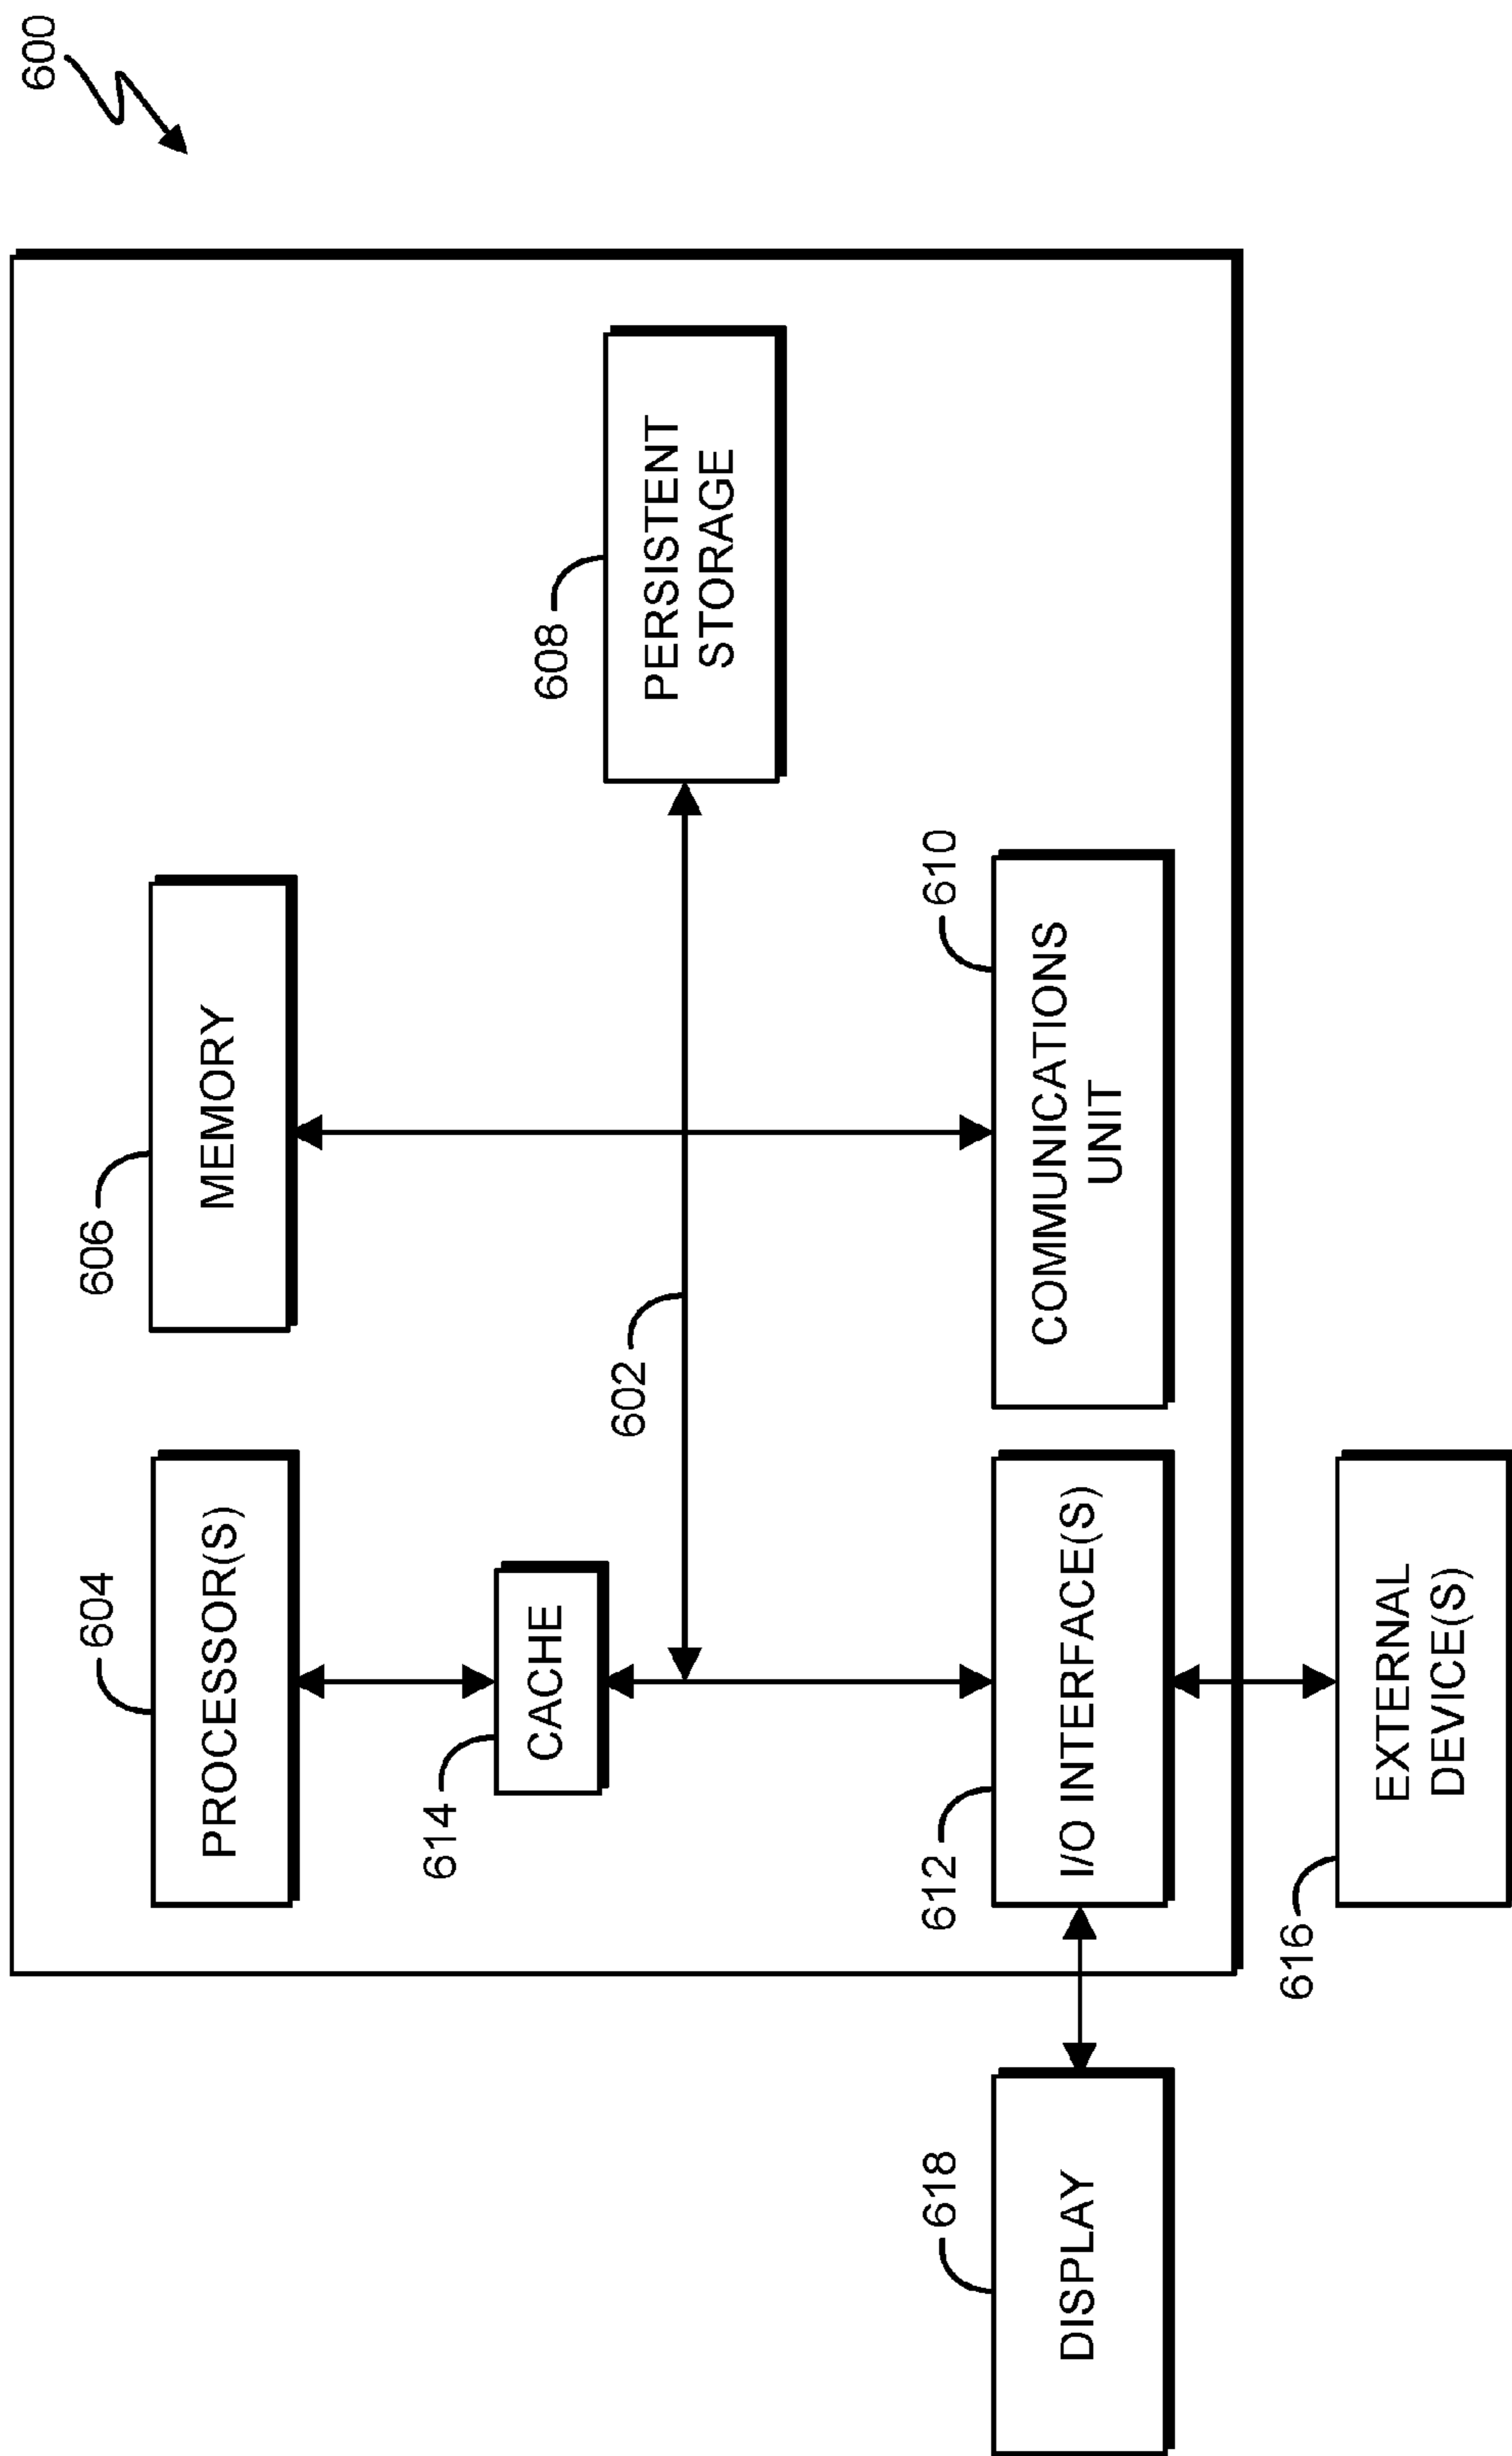 600
606
MEMORY
604
PROCESSOR(S)
608
PERSISTENT
STORAGE
614
CACHE
602
618
DISPLAY
612
I/O INTERFACE(S)
610
COMMUNICATIONS
UNIT
616
EXTERNAL
DEVICE(S)